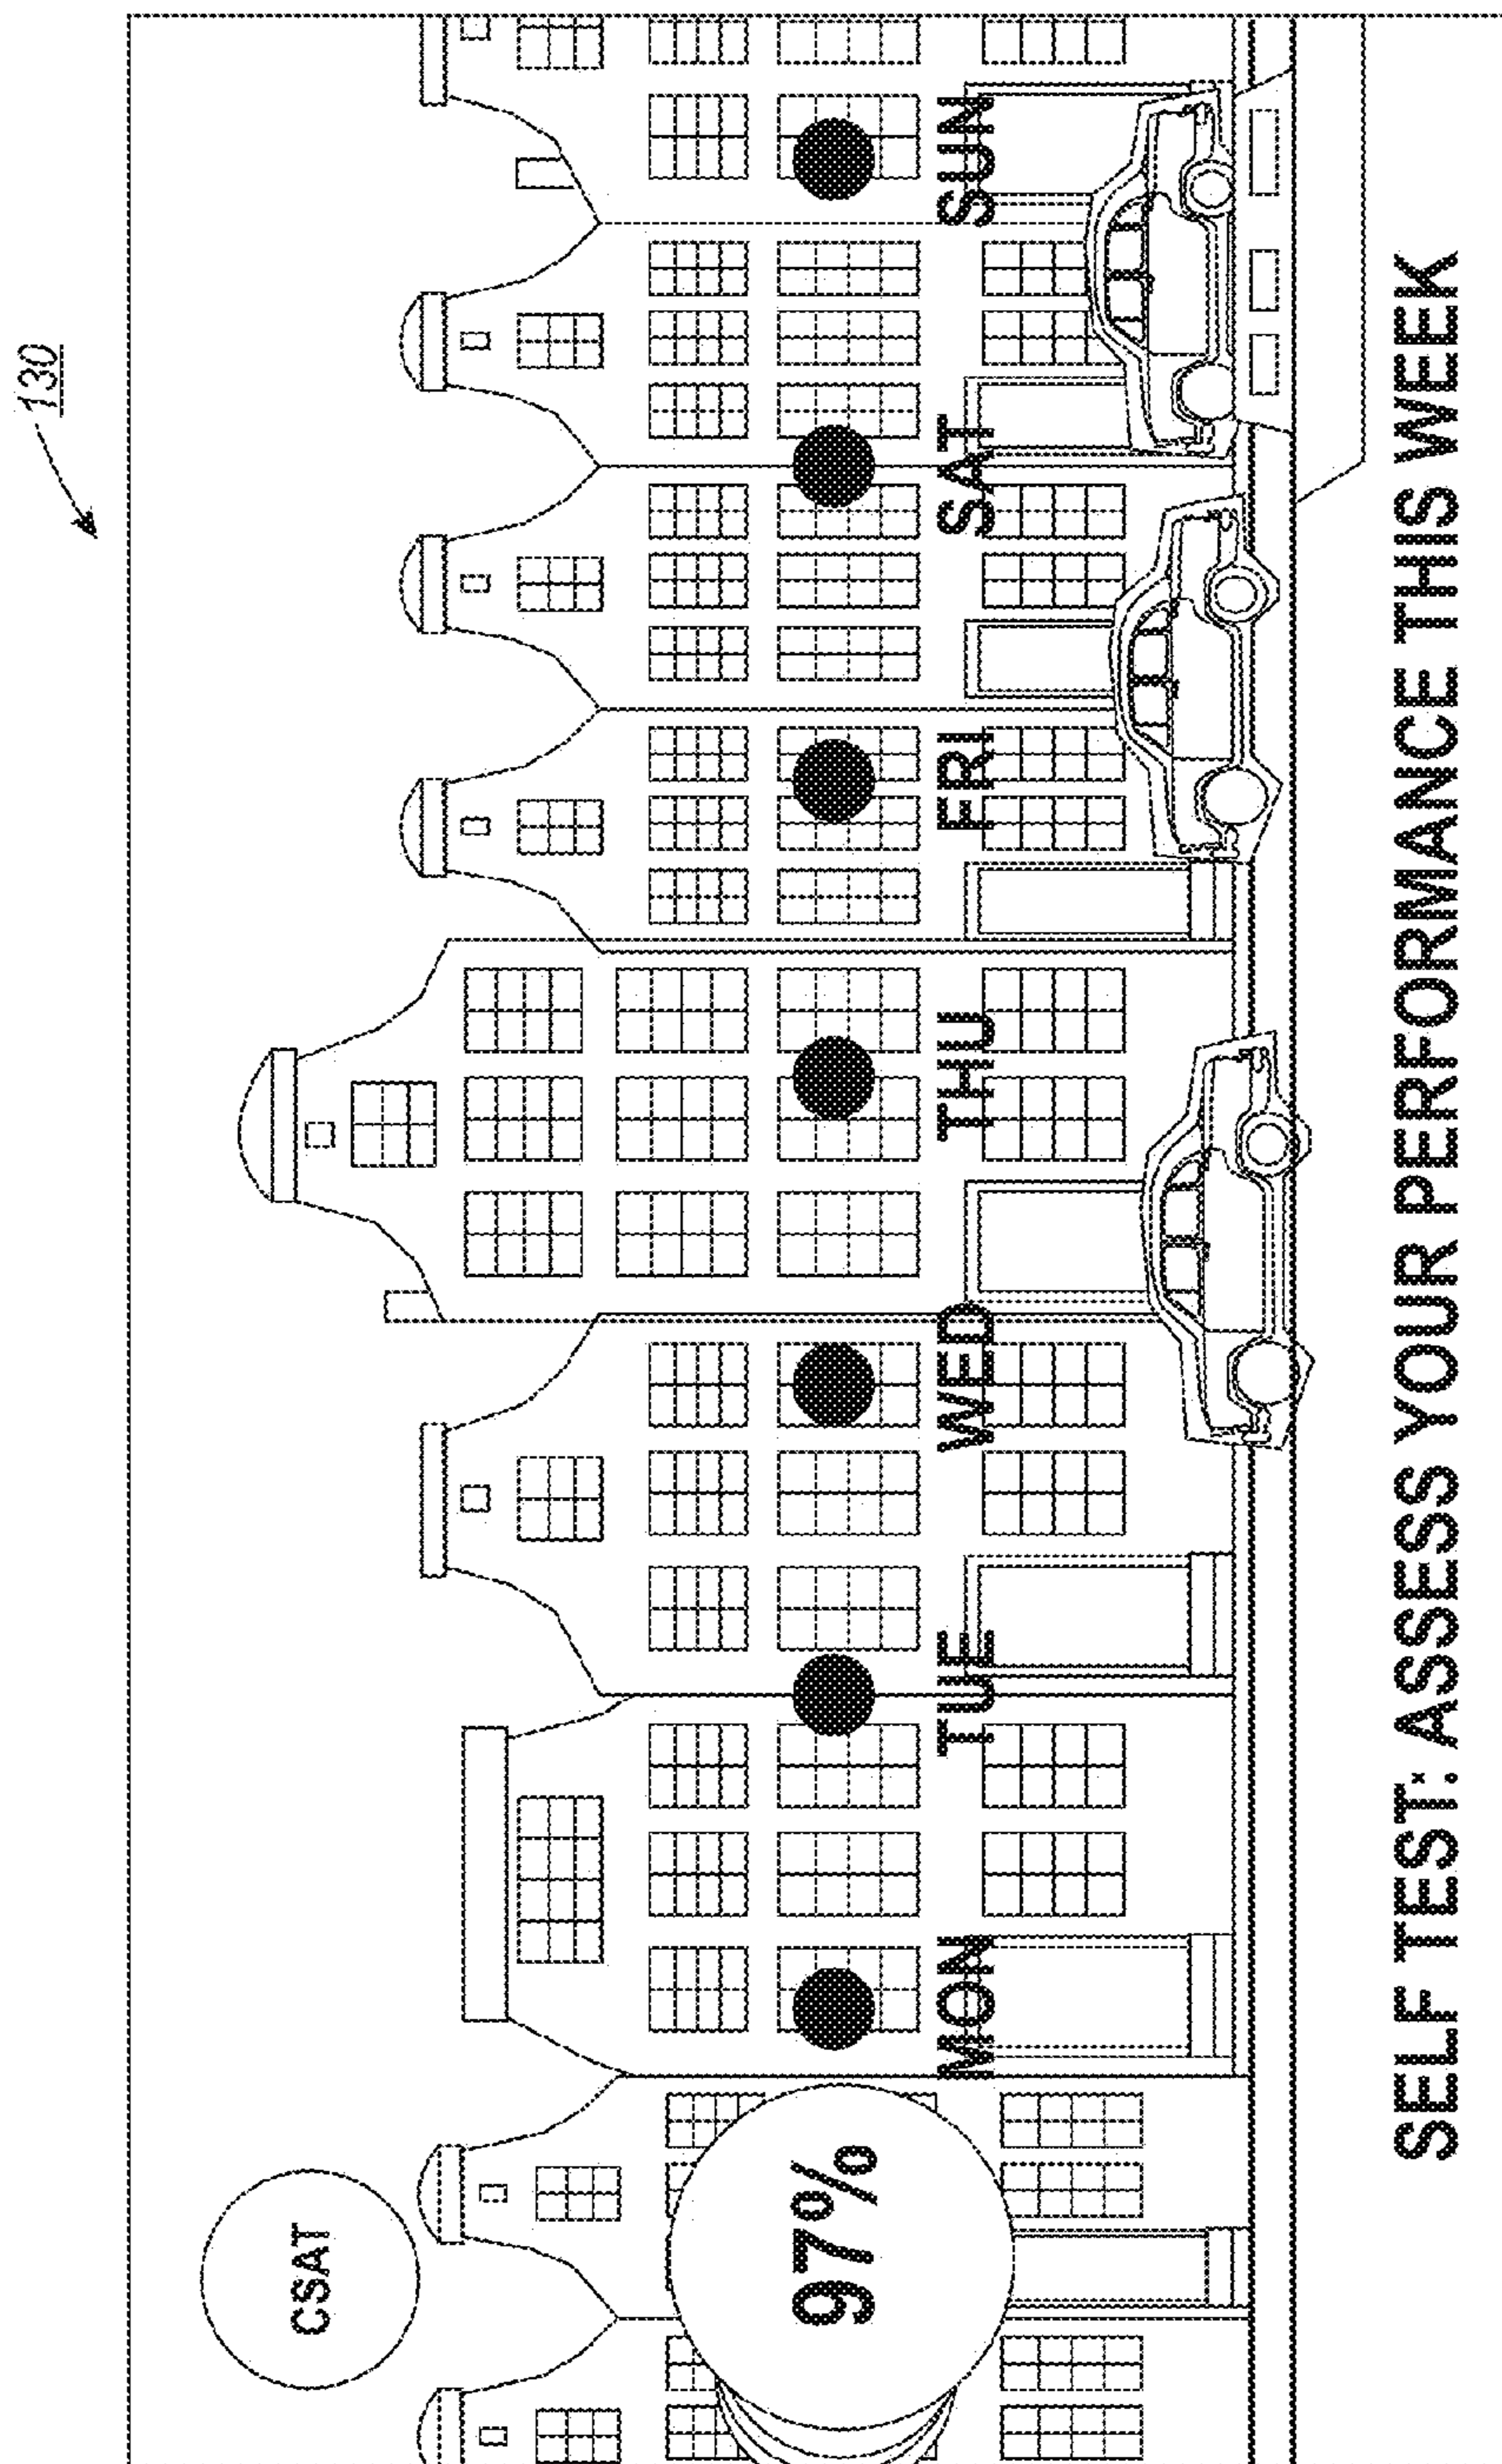 130
CSAT
97%
MON TUE WED THU FRI SAT SUN
SELF TEST: ASSESS YOUR PERFORMANCE THIS WEEK